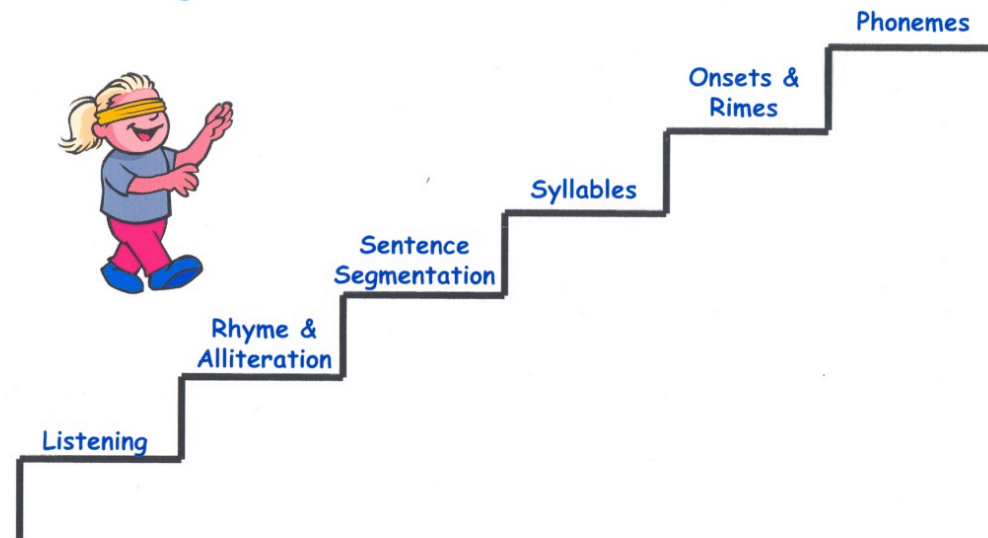 Phonemes
Onsets &
Rimes
Syllables
Sentence
Segmentation
Rhyme &
Alliteration
Listening